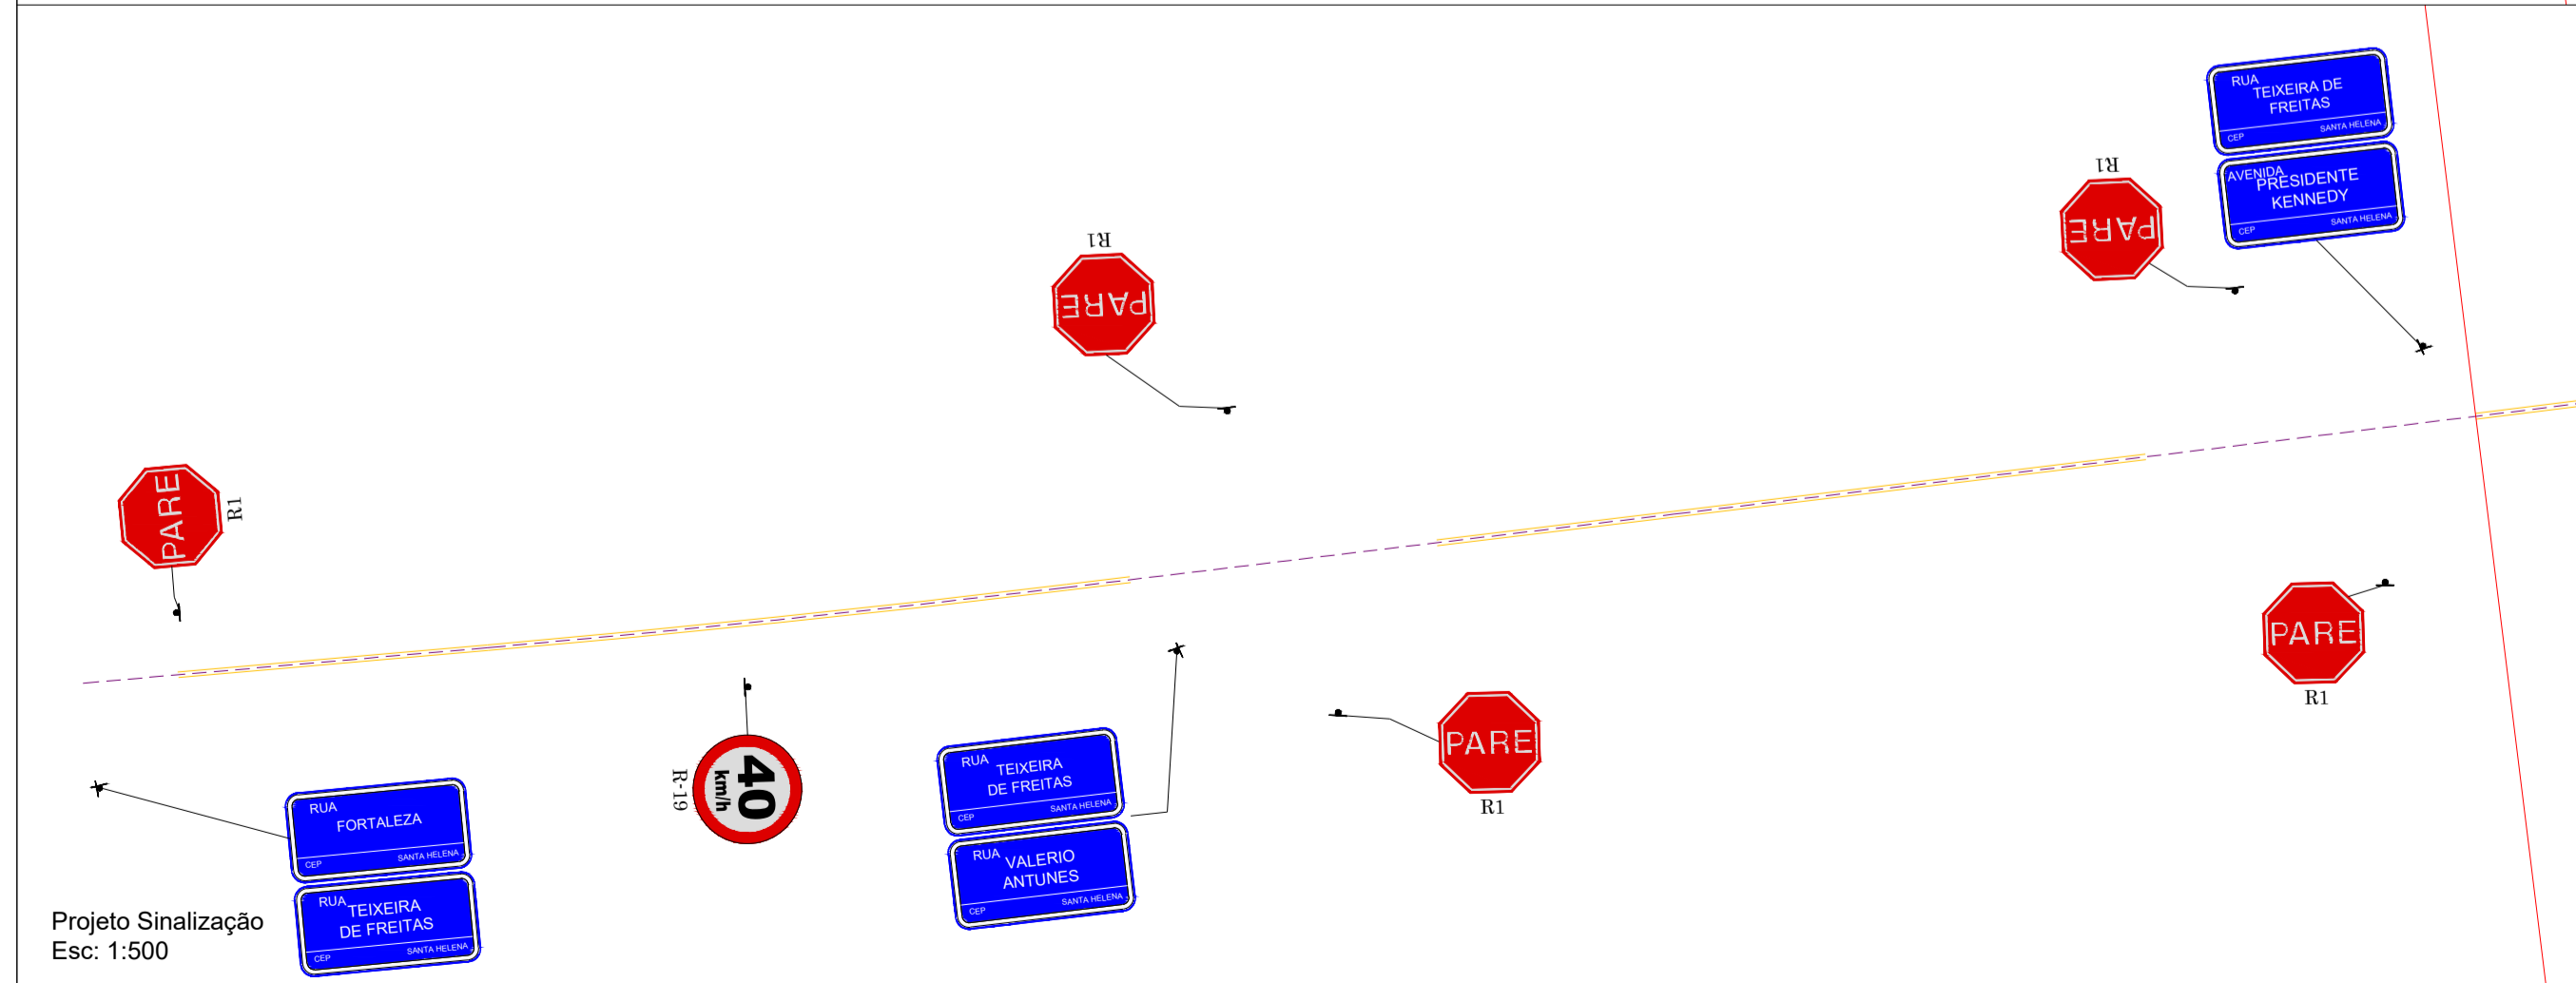 RUA
TEIXEIRA DE
FREITAS
CEP SANTA HELENA
AVENIDA
PRESIDENTE
KENNEDY
CEP SANTA HELENA
R1
PARE
R1
PARE
PARE
R1
PARE
R1
PARE
R1
40
km/h
R-19
RUA
TEIXEIRA
DE FREITAS
CEP SANTA HELENA
RUA
VALERIO
ANTUNES
CEP SANTA HELENA
RUA
FORTALEZA
CEP SANTA HELENA
RUA
TEIXEIRA
DE FREITAS
CEP SANTA HELENA
Projeto Sinalização
Esc: 1:500